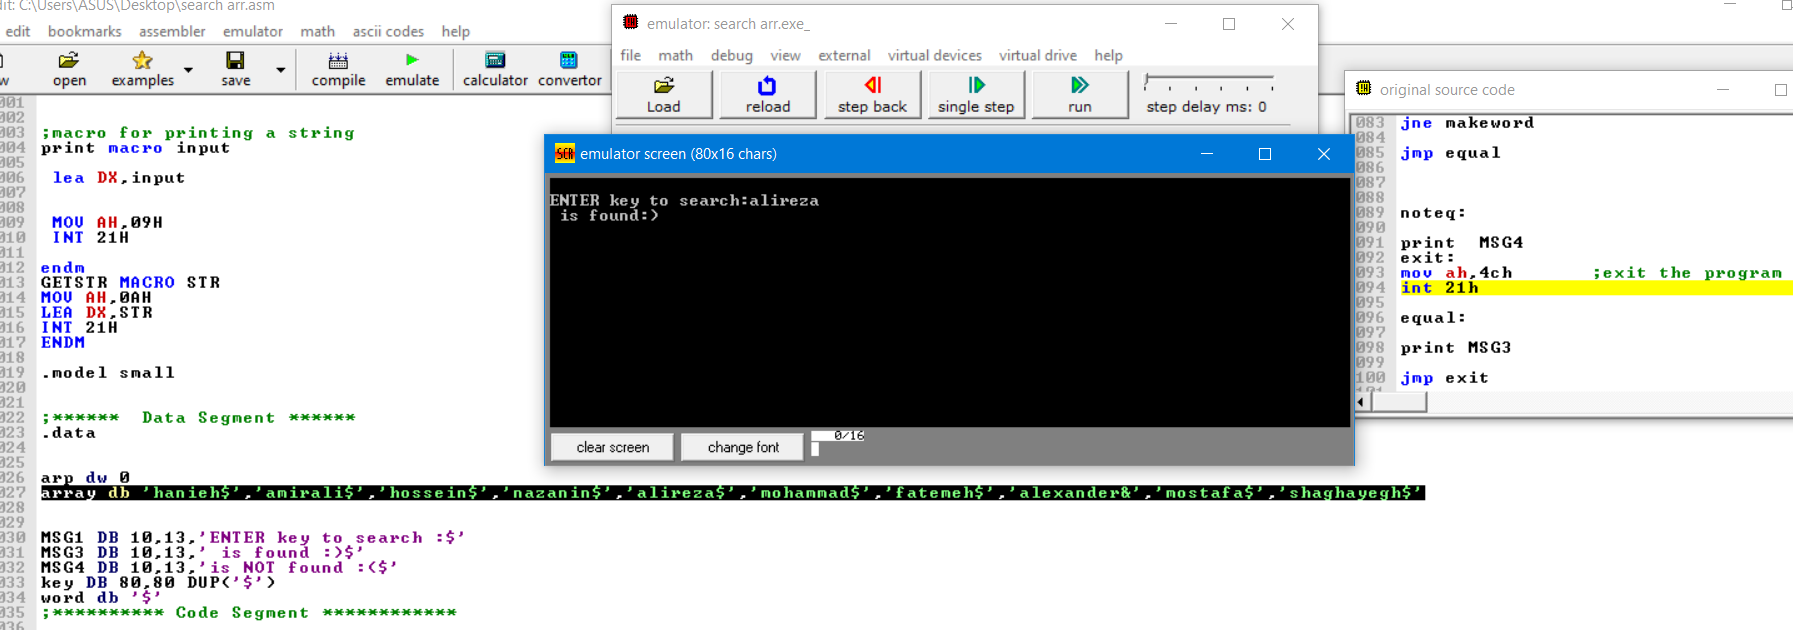 dit: C:\Users\ASUS\Desktop\search arr.asm
edit bookmarks assembler emulator math ascii codes help
w open examples save compile emulate calculator convertor
001
002
003 ;macro for printing a string
004 print macro input
005
006 lea DX,input
007
008
009 MOV AH,09H
010 INT 21H
011
012 endm
013 GETSTR MACRO STR
014 MOV AH,0AH
015 LEA DX,STR
016 INT 21H
017 ENDM
018
019 .model small
020
021
022 ;****** Data Segment ******
023 .data
024
025
026 arp dw 0
027 array db 'hanieh$','amirali$','hossein$','nazanin$','alireza$','mohammad$','fatemeh$','alexander&','mostafa$','shaghayegh$'
028
029
030 MSG1 DB 10,13,'ENTER key to search :$'
031 MSG3 DB 10,13,' is found :)$'
032 MSG4 DB 10,13,'is NOT found :($'
033 key DB 80,80 DUP('$')
034 word db '$'
035 ;********** Code Segment ************
036
emulator: search arr.exe_
file math debug view external virtual devices virtual drive help
Load reload step back single step run step delay ms: 0
SCR emulator screen (80x16 chars)
ENTER key to search:alireza
is found:)
clear screen change font 0/16
original source code
083 jne makeword
084
085 jmp equal
086
087
088
089 noteq:
090
091 print MSG4
092 exit:
093 mov ah,4ch ;exit the program
094 int 21h
095
096 equal:
097
098 print MSG3
099
100 jmp exit
101